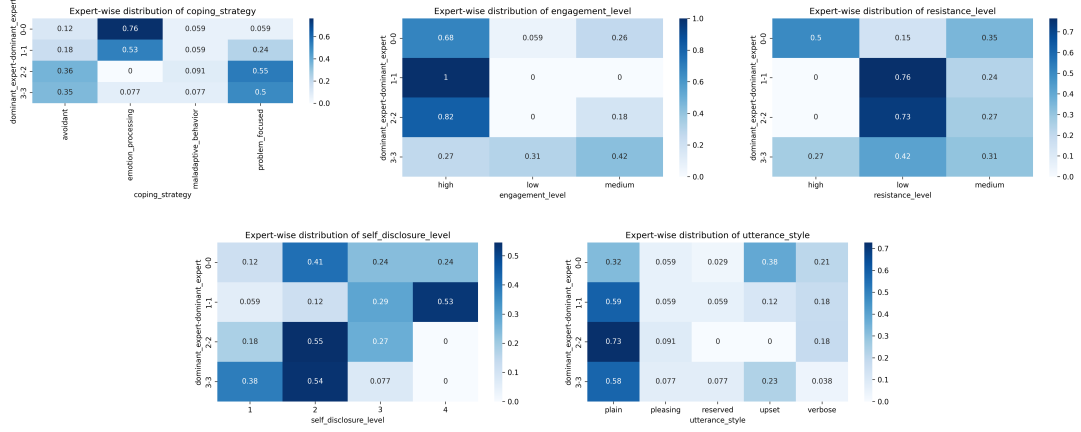 Expert-wise distribution of coping_strategy
dominant_expert-dominant_expert
0-0
0.12 0.76 0.059 0.059
1-1
0.18 0.53 0.059 0.24
2-2
0.36 0 0.091 0.55
3-3
0.35 0.077 0.077 0.5
avoidant
emotion_processing
maladaptive_behavior
problem_focused
coping_strategy
0.6
0.4
0.2
0.0
Expert-wise distribution of engagement_level
dominant_expert-dominant_expert
0-0
0.68 0.059 0.26
1-1
1 0 0
2-2
0.82 0 0.18
3-3
0.27 0.31 0.42
high low medium
engagement_level
1.0
0.8
0.6
0.4
0.2
0.0
Expert-wise distribution of resistance_level
dominant_expert-dominant_expert
0-0
0.5 0.15 0.35
1-1
0 0.76 0.24
2-2
0 0.73 0.27
3-3
0.27 0.42 0.31
high low medium
resistance_level
0.7
0.6
0.5
0.4
0.3
0.2
0.1
0.0
Expert-wise distribution of self_disclosure_level
dominant_expert-dominant_expert
0-0
0.12 0.41 0.24 0.24
1-1
0.059 0.12 0.29 0.53
2-2
0.18 0.55 0.27 0
3-3
0.38 0.54 0.077 0
1 2 3 4
self_disclosure_level
0.5
0.4
0.3
0.2
0.1
0.0
Expert-wise distribution of utterance_style
dominant_expert-dominant_expert
0-0
0.32 0.059 0.029 0.38 0.21
1-1
0.59 0.059 0.059 0.12 0.18
2-2
0.73 0.091 0 0 0.18
3-3
0.58 0.077 0.077 0.23 0.038
plain pleasing reserved upset verbose
utterance_style
0.7
0.6
0.5
0.4
0.3
0.2
0.1
0.0